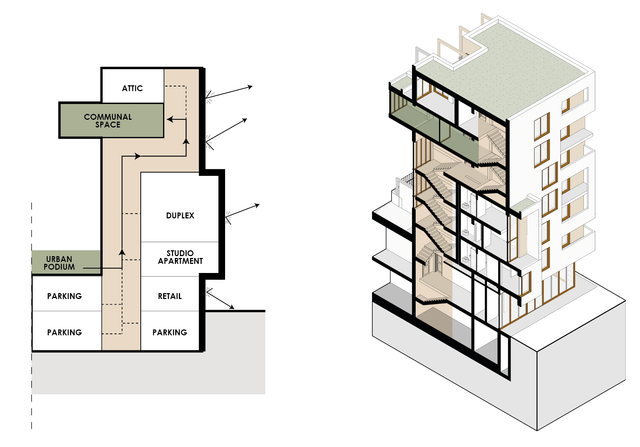 ATTIC
COMMUNAL
SPACE
DUPLEX
STUDIO
APARTMENT
URBAN
PODIUM
PARKING
RETAIL
PARKING
PARKING